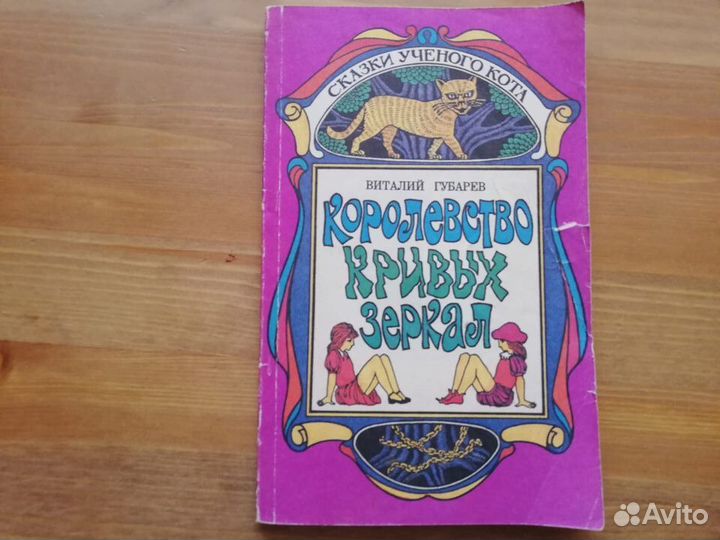 СКАЗКИ УЧЕНОГО КОТА
ВИТАЛИЙ ГУБАРЕВ
КОРОЛЕВСТВО
КРИВЫХ
ЗЕРКАЛ
Avito